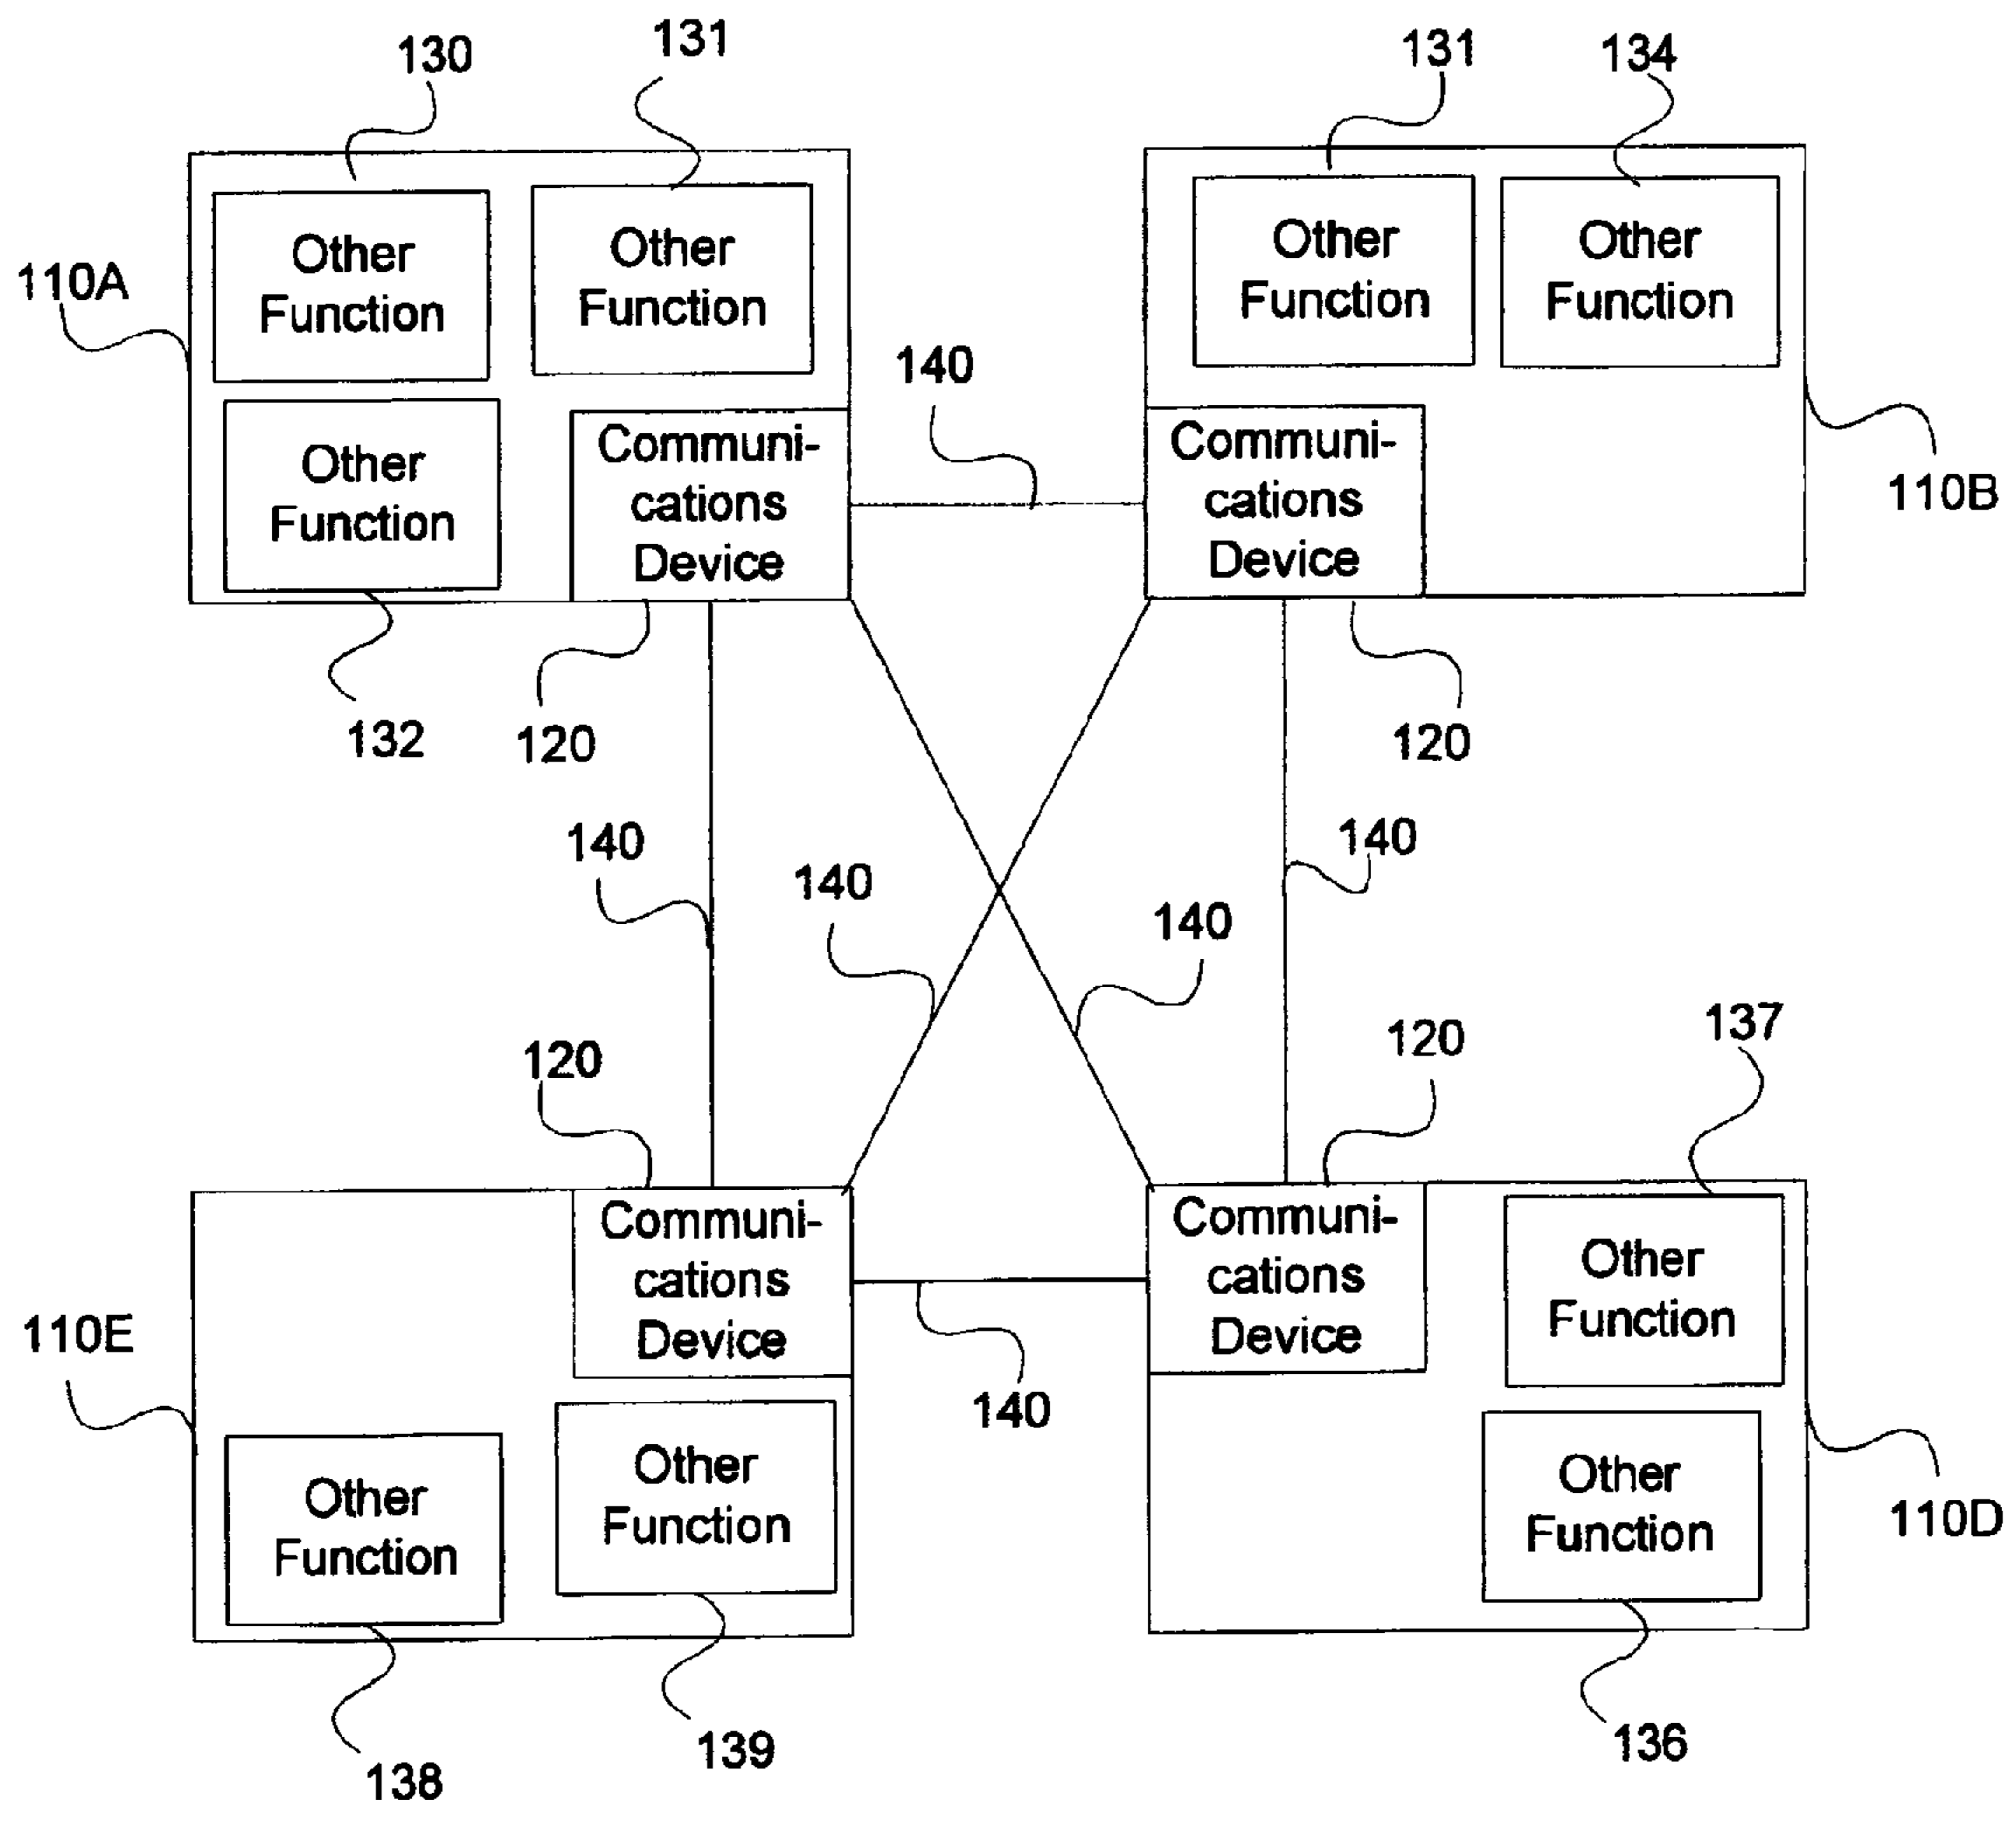 130
131
131
134
110A
Other
Function
Other
Function
Other
Function
Other
Function
140
Other
Function
Communi-
cations
Device
Communi-
cations
Device
110B
132
120
120
140
140
140
140
120
120
137
110E
Communi-
cations
Device
Communi-
cations
Device
Other
Function
140
Other
Function
Other
Function
Other
Function
110D
138
139
136